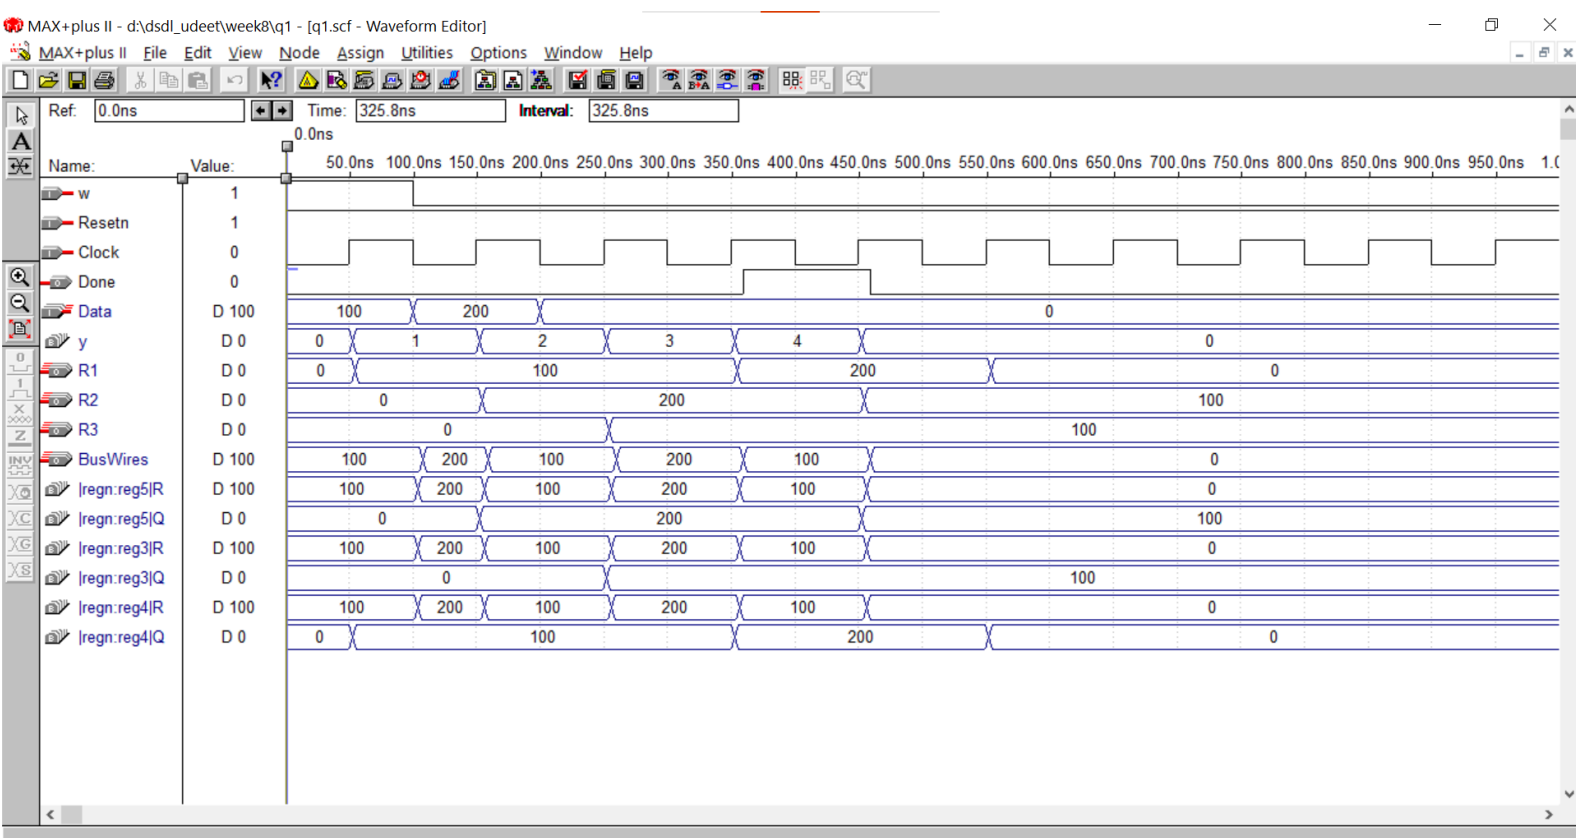 MAX+plus II - d:\dsdl_udeet\week8\q1 - [q1.scf - Waveform Editor]
MAX+plus II File Edit View Node Assign Utilities Options Window Help
Ref: 0.0ns Time: 325.8ns Interval: 325.8ns
0.0ns
50.0ns 100.0ns 150.0ns 200.0ns 250.0ns 300.0ns 350.0ns 400.0ns 450.0ns 500.0ns 550.0ns 600.0ns 650.0ns 700.0ns 750.0ns 800.0ns 850.0ns 900.0ns 950.0ns 1.0
Name: Value:
w 1
Resetn 1
Clock 0
Done 0
Data D 100 100 200 0
y D 0 0 1 2 3 4 0
R1 D 0 0 100 200 0
R2 D 0 0 200 100
R3 D 0 0 100
BusWires D 100 100 200 100 200 100 0
|regn:reg5|R D 100 100 200 100 200 100 0
|regn:reg5|Q D 0 0 200 100
|regn:reg3|R D 100 100 200 100 200 100 0
|regn:reg3|Q D 0 0 100
|regn:reg4|R D 100 100 200 100 200 100 0
|regn:reg4|Q D 0 0 100 200 0